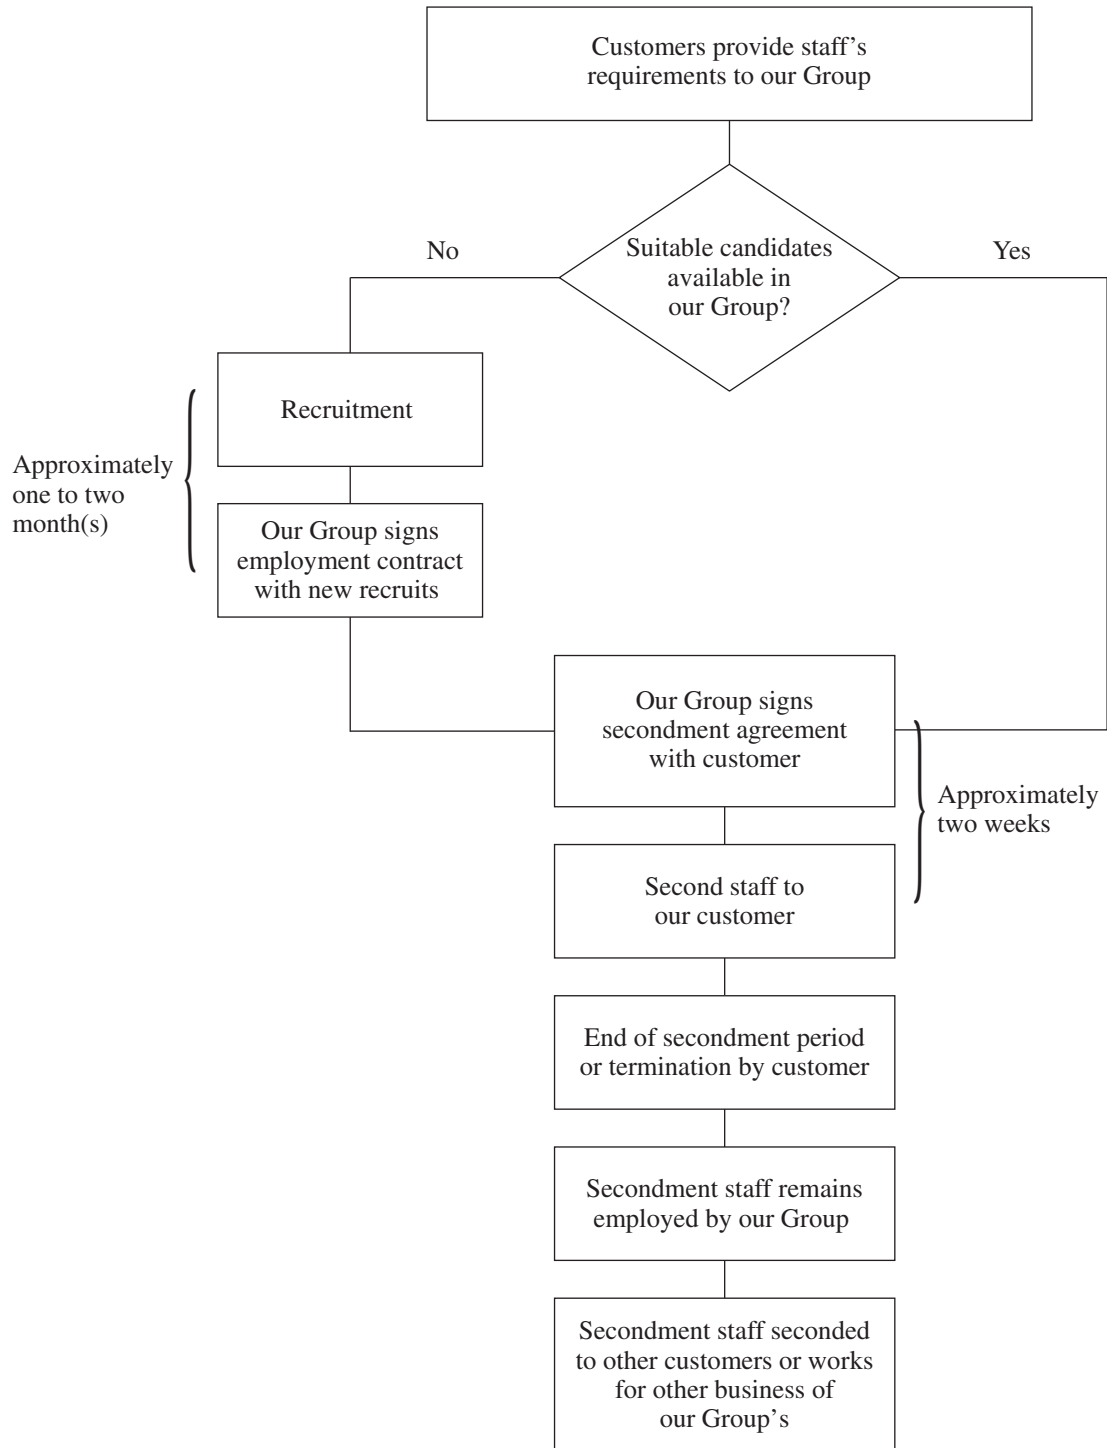 Customers provide staff’s
requirements to our Group
Suitable candidates
available in
our Group?
No
Yes
Recruitment
Approximately
one to two
month(s)
Our Group signs
employment contract
with new recruits
Our Group signs
secondment agreement
with customer
Approximately
two weeks
Second staff to
our customer
End of secondment period
or termination by customer
Secondment staff remains
employed by our Group
Secondment staff seconded
to other customers or works
for other business of
our Group’s